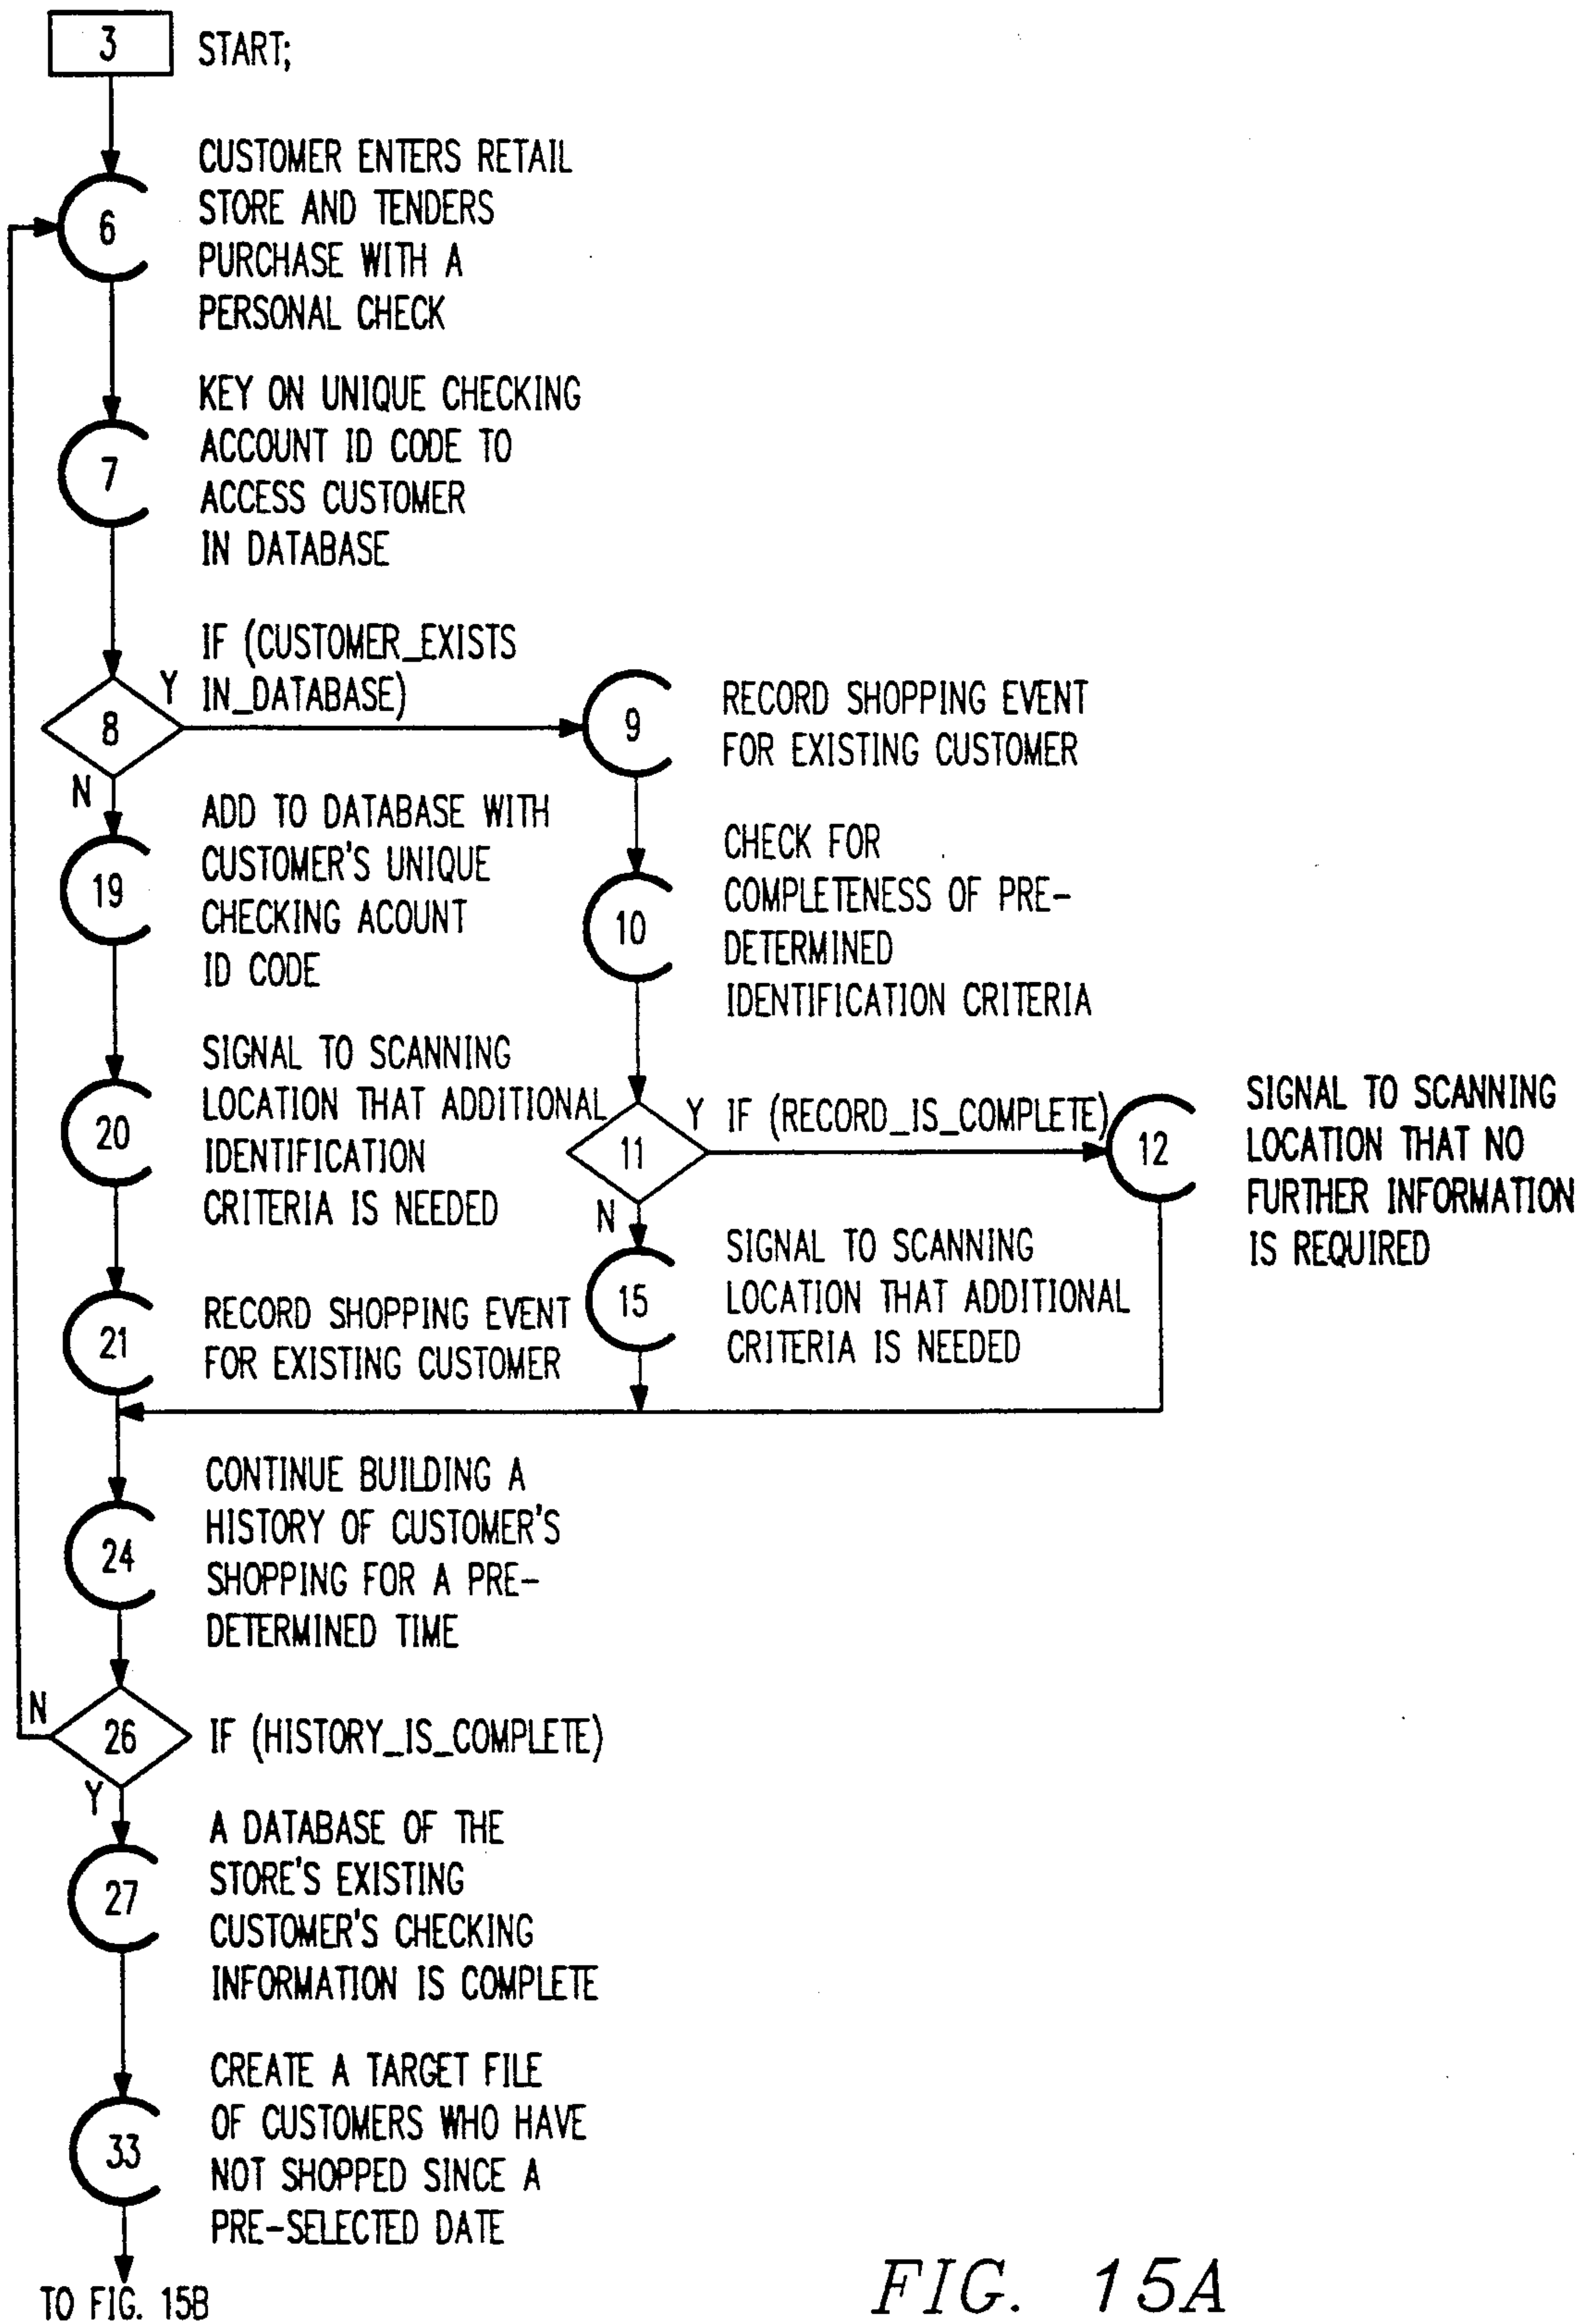 3 START;
CUSTOMER ENTERS RETAIL
STORE AND TENDERS
PURCHASE WITH A
PERSONAL CHECK
6
KEY ON UNIQUE CHECKING
ACCOUNT ID CODE TO
ACCESS CUSTOMER
IN DATABASE
7
IF (CUSTOMER_EXISTS
IN_DATABASE)
Y
8
N
9
RECORD SHOPPING EVENT
FOR EXISTING CUSTOMER
ADD TO DATABASE WITH
CUSTOMER'S UNIQUE
CHECKING ACOUNT
ID CODE
19
CHECK FOR
COMPLETENESS OF PRE-
DETERMINED
IDENTIFICATION CRITERIA
10
SIGNAL TO SCANNING
LOCATION THAT ADDITIONAL
IDENTIFICATION
CRITERIA IS NEEDED
20
11
Y IF (RECORD_IS_COMPLETE)
N
12
SIGNAL TO SCANNING
LOCATION THAT NO
FURTHER INFORMATION
IS REQUIRED
15
SIGNAL TO SCANNING
LOCATION THAT ADDITIONAL
CRITERIA IS NEEDED
21
RECORD SHOPPING EVENT
FOR EXISTING CUSTOMER
CONTINUE BUILDING A
HISTORY OF CUSTOMER'S
SHOPPING FOR A PRE-
DETERMINED TIME
24
N
26 IF (HISTORY_IS_COMPLETE)
Y
A DATABASE OF THE
STORE'S EXISTING
CUSTOMER'S CHECKING
INFORMATION IS COMPLETE
27
CREATE A TARGET FILE
OF CUSTOMERS WHO HAVE
NOT SHOPPED SINCE A
PRE-SELECTED DATE
33
TO FIG. 15B
FIG. 15A